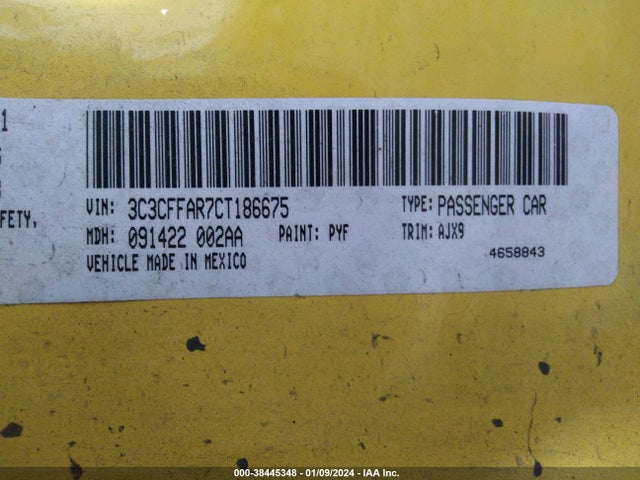 1
FETY,
VIN: 3C3CFFAR7CT186675 TYPE: PASSENGER CAR
MDH: 091422 002AA PAINT: PYF TRIM: AJX9
VEHICLE MADE IN MEXICO 4658843
000-38445348 - 01/09/2024 - IAA Inc.